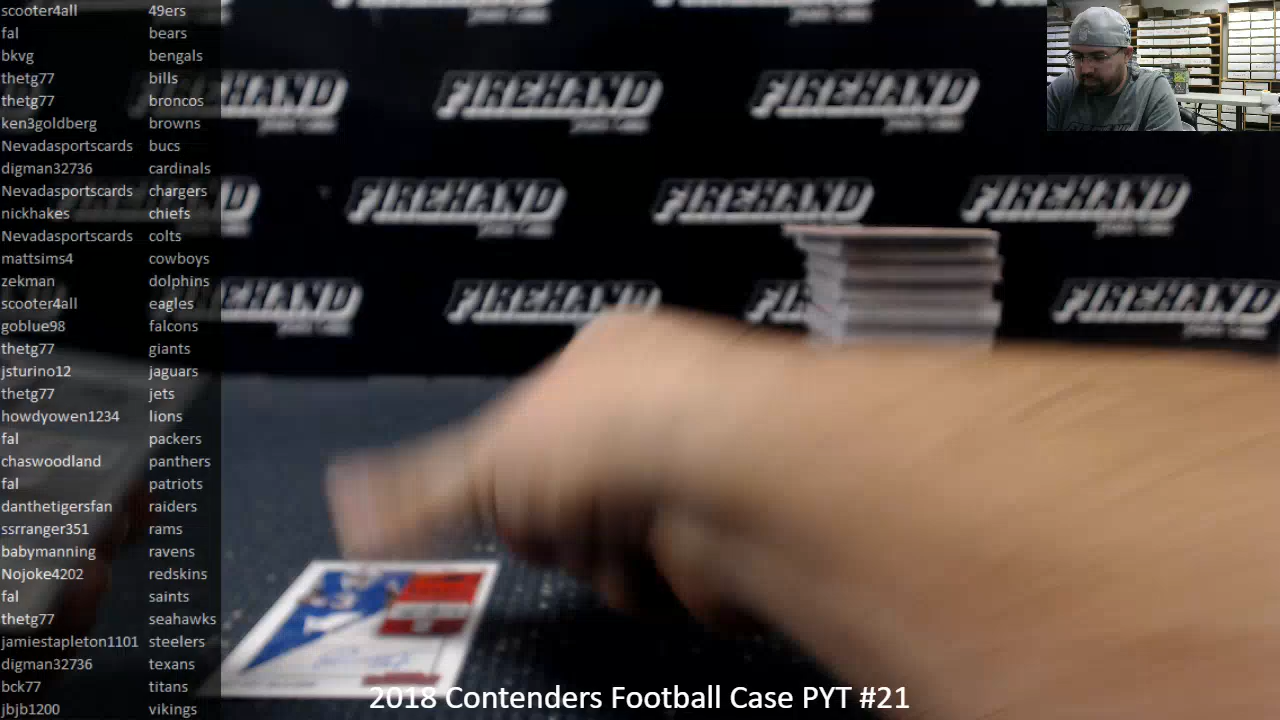 scooter4all 49ers
fal bears
bkvg bengals
thetg77 bills
thetg77 broncos
ken3goldberg browns
Nevadasportscards bucs
digman32736 cardinals
Nevadasportscards chargers
nickhakes chiefs
Nevadasportscards colts
mattsims4 cowboys
zekman dolphins
scooter4all eagles
goblue98 falcons
thetg77 giants
jsturino12 jaguars
thetg77 jets
howdyowen1234 lions
fal packers
chaswoodland panthers
fal patriots
danthetigersfan raiders
ssrranger351 rams
babymanning ravens
Nojoke4202 redskins
fal saints
thetg77 seahawks
jamiestapleton1101 steelers
digman32736 texans
bck77 titans
jbjb1200 vikings
FIREHAND FIREHAND FIREHAND
FIREHAND FIREHAND FIREHAND
FIREHAND FIREHAND
2018 Contenders Football Case PYT #21